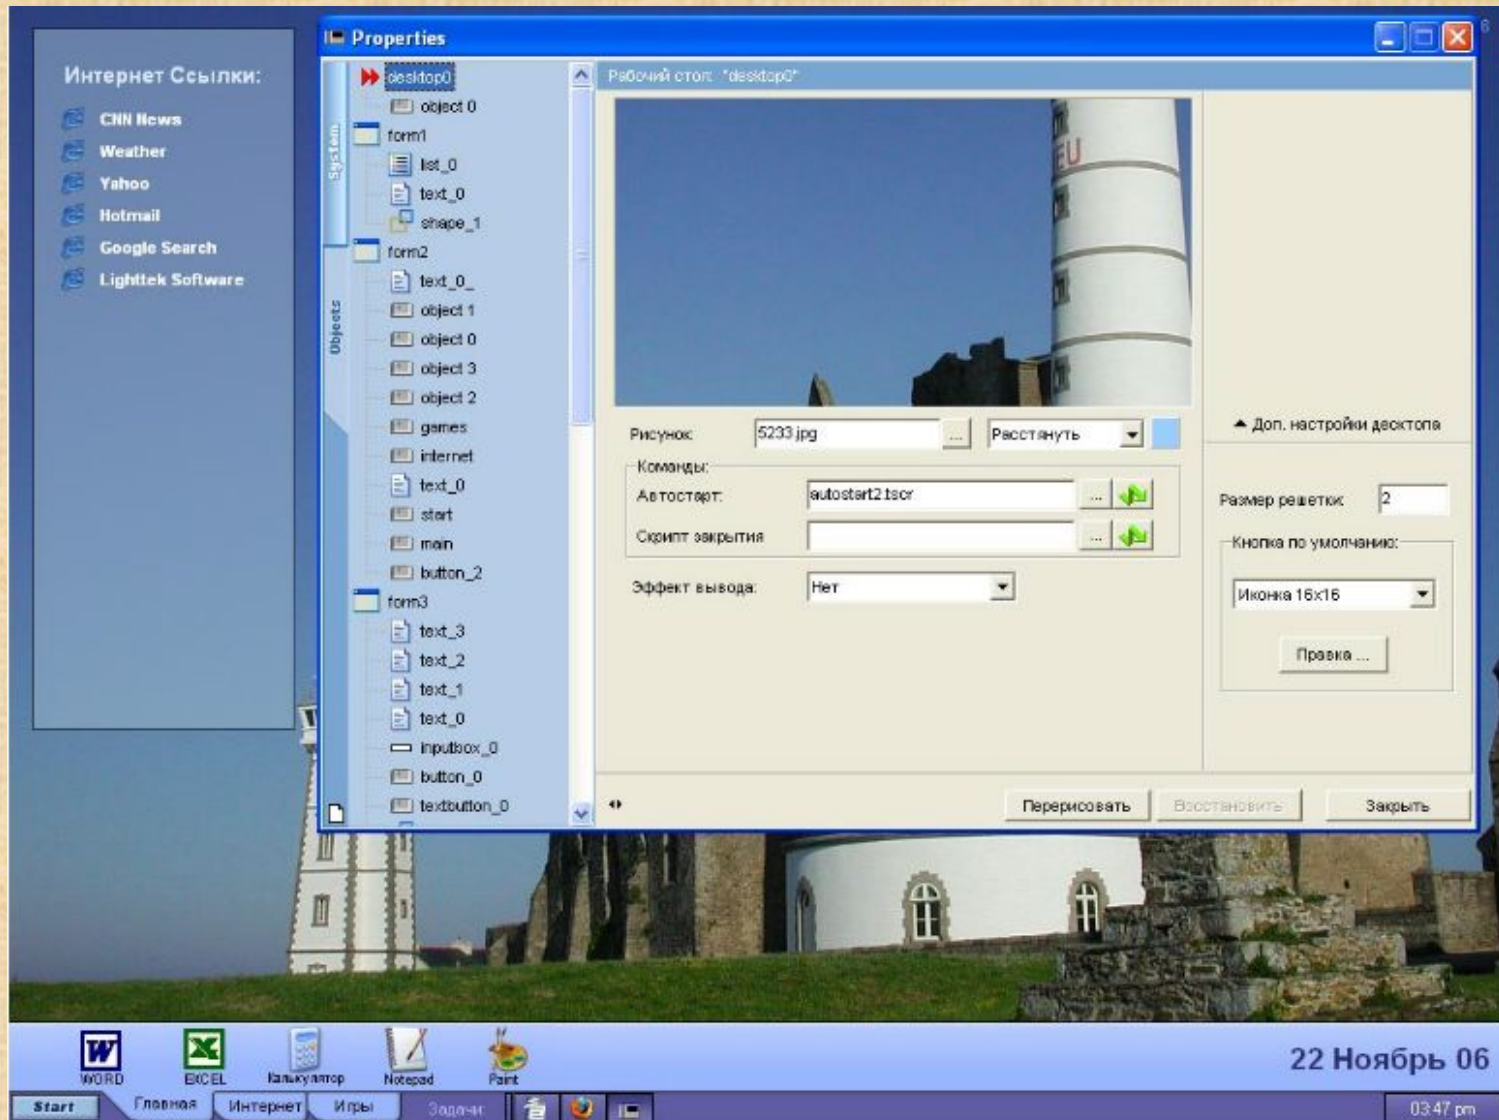 Properties
6
Интернет Ссылки:
CNN News
Weather
Yahoo
Hotmail
Google Search
Lighttek Software
System
Objects
desktop0
object 0
form1
list_0
text_0
shape_1
form2
text_0_
object 1
object 0
object 3
object 2
games
internet
text_0
start
main
button_2
form3
text_3
text_2
text_1
text_0
inputbox_0
button_0
textbutton_0
Рабочий стол: "desktop0"
EU
Рисунок: 5233.jpg ... Расстянуть
Команды:
Автостарт: autostart2.tscr ...
Скрипт закрытия ...
Эффект вывода: Нет
Доп. настройки десктопа
Размер решетки: 2
Кнопка по умолчанию:
Иконка 16x16
Правка ...
Перерисовать Восстановить Закрыть
WORD EXCEL Калькулятор Notepad Paint
22 Ноябрь 06
Start Главная Интернет Игры Задачи: 03:47 pm